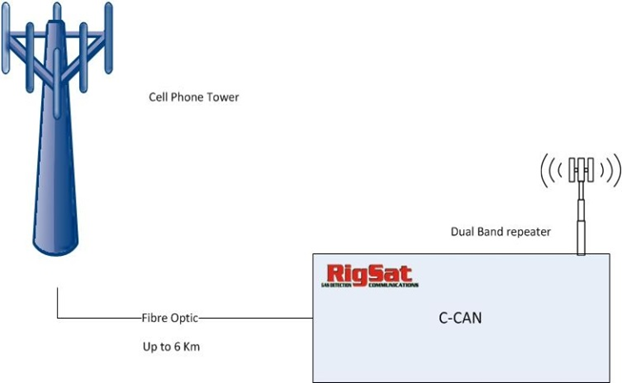 Cell Phone Tower
Dual Band repeater
RigSat
GAS DETECTION COMMUNICATIONS
C-CAN
Fibre Optic
Up to 6 Km